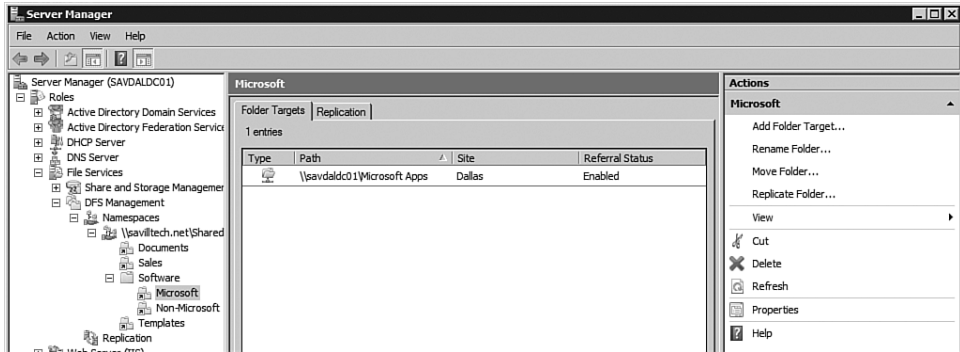 Server Manager
File Action View Help
Server Manager (SAVDALDC01)
Roles
Active Directory Domain Services
Active Directory Federation Service
DHCP Server
DNS Server
File Services
Share and Storage Managemer
DFS Management
Namespaces
\\savilltech.net\Shared
Documents
Sales
Software
Microsoft
Non-Microsoft
Templates
Replication
Microsoft
Folder Targets Replication
1 entries
Type Path Site Referral Status
\\savdaldc01\Microsoft Apps Dallas Enabled
Actions
Microsoft
Add Folder Target...
Rename Folder...
Move Folder...
Replicate Folder...
View
Cut
Delete
Refresh
Properties
Help